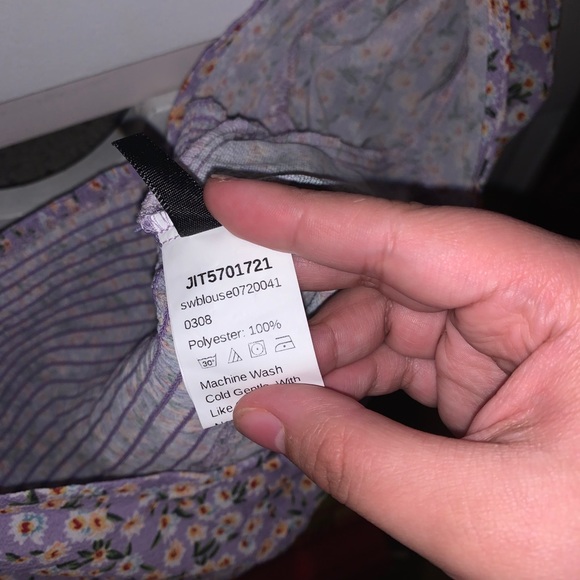 JIT5701721
swblouse0720041
0308
Polyester: 100%
30°
Machine Wash
Cold Gentle With
Like